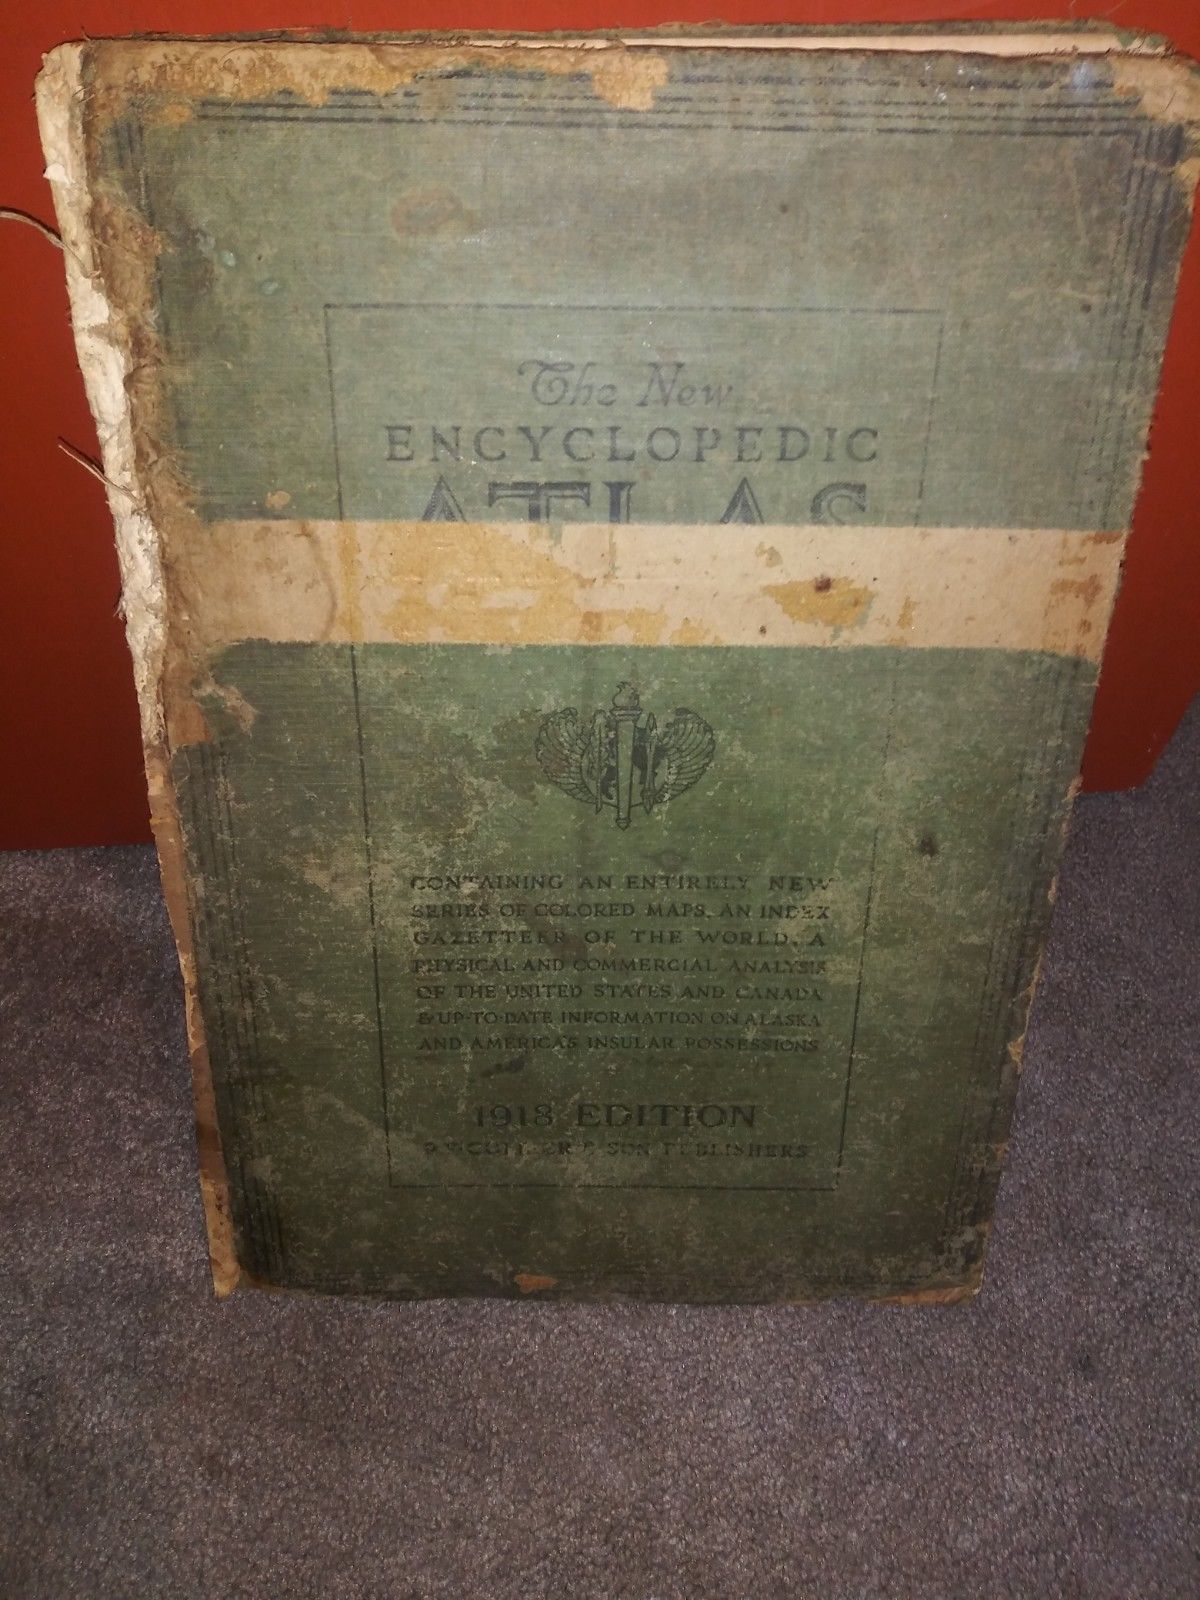 The New
ENCYCLOPEDIC
ATLAS
CONTAINING AN ENTIRELY NEW
SERIES OF COLORED MAPS, AN INDEX
GAZETTEER OF THE WORLD, A
PHYSICAL AND COMMERCIAL ANALYSIS
OF THE UNITED STATES AND CANADA
& UP-TO-DATE INFORMATION ON ALASKA
AND AMERICA'S INSULAR POSSESSIONS
1918 EDITION
P F COLLIER & SON PUBLISHERS